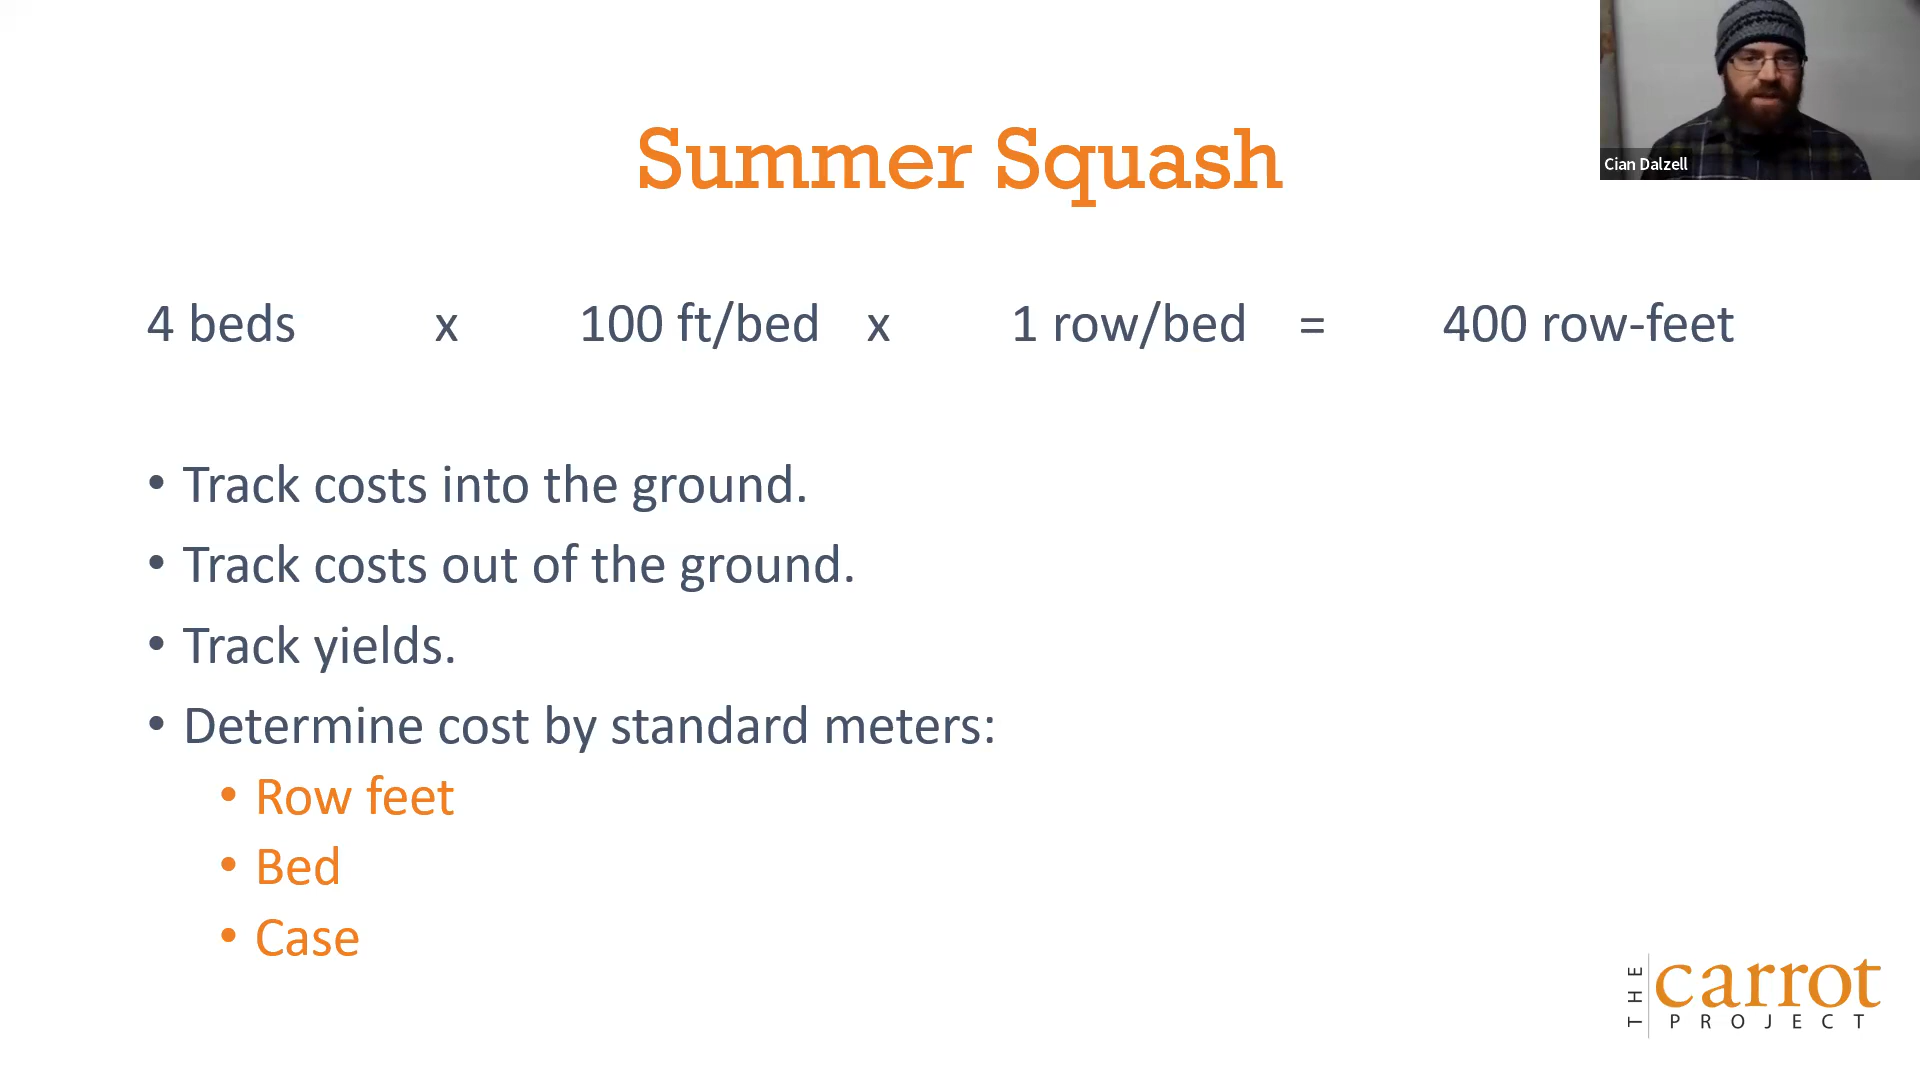 Cian Dalzell
Summer Squash
4 beds x 100 ft/bed x 1 row/bed = 400 row-feet
• Track costs into the ground.
• Track costs out of the ground.
• Track yields.
• Determine cost by standard meters:
• Row feet
• Bed
• Case
THE carrot
PROJECT